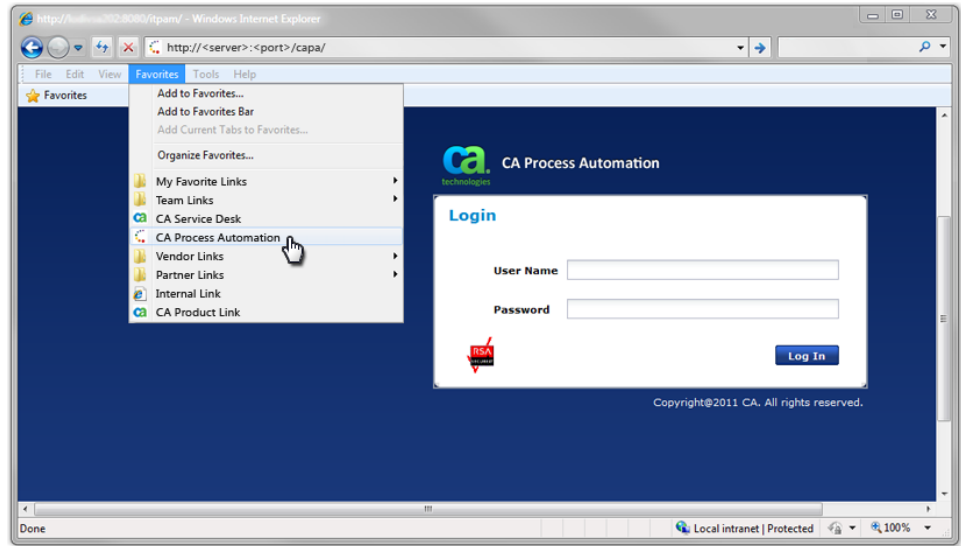 :8080/itpam/ - Windows Internet Explorer
http://<server>:<port>/capa/
File Edit View Favorites Tools Help
Favorites
Add to Favorites...
Add to Favorites Bar
Add Current Tabs to Favorites...
Organize Favorites...
My Favorite Links
Team Links
CA Service Desk
CA Process Automation
Vendor Links
Partner Links
Internal Link
CA Product Link
ca. CA Process Automation
technologies
Login
User Name
Password
RSA
Log In
Copyright@2011 CA. All rights reserved.
Done
Local intranet | Protected
100%